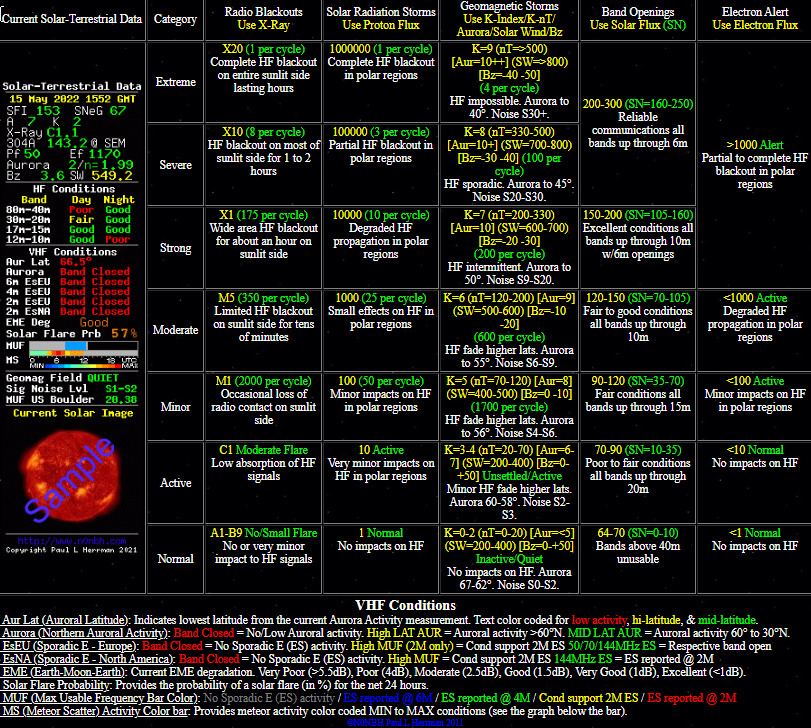 Current Solar-Terrestrial Data
Category
Radio Blackouts
Use X-Ray
Solar Radiation Storms
Use Proton Flux
Geomagnetic Storms
Use K-Index/K-nT/
Aurora/Solar Wind/Bz
Band Openings
Use Solar Flux (SN)
Electron Alert
Use Electron Flux
Solar-Terrestrial Data
15 May 2022 1552 GMT
SFI 153 SNeG 67
A 7 K 2
X-Ray C1.1
304A 143.2 @ SEM
Pf 50 Ef 1170
Aurora 2/n=1.99
Bz 3.6 SW 549.2
HF Conditions
Band Day Night
80m-40m Poor Good
30m-20m Fair Good
17m-15m Good Good
12m-10m Good Poor
VHF Conditions
Aur Lat 66.5°
Aurora Band Closed
6m EsEU Band Closed
4m EsEU Band Closed
2m EsEU Band Closed
2m EsNA Band Closed
EME Deg Good
Solar Flare Prb 57%
MUF
MS
0 6 12 18 UTC
MIN MAX
Geomag Field QUIET
Sig Noise Lvl S1-S2
MUF US Boulder 20.38
Current Solar Image
Sample
http://www.n0nbh.com
Copyright Paul L Herrman 2021
Extreme
X20 (1 per cycle)
Complete HF blackout
on entire sunlit side
lasting hours
1000000 (1 per cycle)
Complete HF blackout
in polar regions
K=9 (nT=>500)
[Aur=10++] (SW=>800)
[Bz=-40 -50]
(4 per cycle)
HF impossible. Aurora to
40°. Noise S30+.
200-300 (SN=160-250)
Reliable
communications all
bands up through 6m
>1000 Alert
Partial to complete HF
blackout in polar
regions
Severe
X10 (8 per cycle)
HF blackout on most of
sunlit side for 1 to 2
hours
100000 (3 per cycle)
Partial HF blackout in
polar regions
K=8 (nT=330-500)
[Aur=10+] (SW=700-800)
[Bz=-30 -40] (100 per
cycle)
HF sporadic. Aurora to 45°.
Noise S20-S30.
Strong
X1 (175 per cycle)
Wide area HF blackout
for about an hour on
sunlit side
10000 (10 per cycle)
Degraded HF
propagation in polar
regions
K=7 (nT=200-330)
[Aur=10] (SW=600-700)
[Bz=-20 -30]
(200 per cycle)
HF intermittent. Aurora to
50°. Noise S9-S20.
150-200 (SN=105-160)
Excellent conditions all
bands up through 10m
w/6m openings
Moderate
M5 (350 per cycle)
Limited HF blackout
on sunlit side for tens
of minutes
1000 (25 per cycle)
Small effects on HF in
polar regions
K=6 (nT=120-200) [Aur=9]
(SW=500-600) [Bz=-10
-20]
(600 per cycle)
HF fade higher lats. Aurora
to 55°. Noise S6-S9.
120-150 (SN=70-105)
Fair to good conditions
all bands up through
10m
<1000 Active
Degraded HF
propagation in polar
regions
Minor
M1 (2000 per cycle)
Occasional loss of
radio contact on sunlit
side
100 (50 per cycle)
Minor impacts on HF
in polar regions
K=5 (nT=70-120) [Aur=8]
(SW=400-500) [Bz=0 -10]
(1700 per cycle)
HF fade higher lats. Aurora
to 56°. Noise S4-S6.
90-120 (SN=35-70)
Fair conditions all
bands up through 15m
<100 Active
Minor impacts on HF
in polar regions
Active
C1 Moderate Flare
Low absorption of HF
signals
10 Active
Very minor impacts on
HF in polar regions
K=3-4 (nT=20-70) [Aur=6-
7] (SW=200-400) [Bz=0-
+50] Unsettled/Active
Minor HF fade higher lats.
Aurora 60-58°. Noise S2-
S3.
70-90 (SN=10-35)
Poor to fair conditions
all bands up through
20m
<10 Normal
No impacts on HF
Normal
A1-B9 No/Small Flare
No or very minor
impact to HF signals
1 Normal
No impacts on HF
K=0-2 (nT=0-20) [Aur=<5]
(SW=200-400) [Bz=0-+50]
Inactive/Quiet
No impacts on HF. Aurora
67-62°. Noise S0-S2.
64-70 (SN=0-10)
Bands above 40m
unusable
<1 Normal
No impacts on HF
VHF Conditions
Aur Lat (Auroral Latitude): Indicates lowest latitude from the current Aurora Activity measurement. Text color coded for low activity, hi-latitude, & mid-latitude.
Aurora (Northern Auroral Activity): Band Closed = No/Low Auroral activity. High LAT AUR = Auroral activity >60°N. MID LAT AUR = Auroral activity 60° to 30°N.
EsEU (Sporadic E - Europe): Band Closed = No Sporadic E (ES) activity. High MUF (2M only) = Cond support 2M ES 50/70/144MHz ES = Respective band open
EsNA (Sporadic E - North America): Band Closed = No Sporadic E (ES) activity. High MUF = Cond support 2M ES 144MHz ES = ES reported @ 2M
EME (Earth-Moon-Earth): Current EME degradation. Very Poor (>5.5dB), Poor (4dB), Moderate (2.5dB), Good (1.5dB), Very Good (1dB), Excellent (<1dB).
Solar Flare Probability: Provides the probability of a solar flare (in %) for the net 24 hours.
MUF (Max Usable Frequency Bar Color): No Sporadic E (ES) activity / ES reported @ 6M / ES reported @ 4M / Cond support 2M ES / ES reported @ 2M
MS (Meteor Scatter) Activity Color bar: Provides meteor activity color coded MIN to MAX conditions (see the graph below the bar).
©N0NBH Paul L Herrman 2011